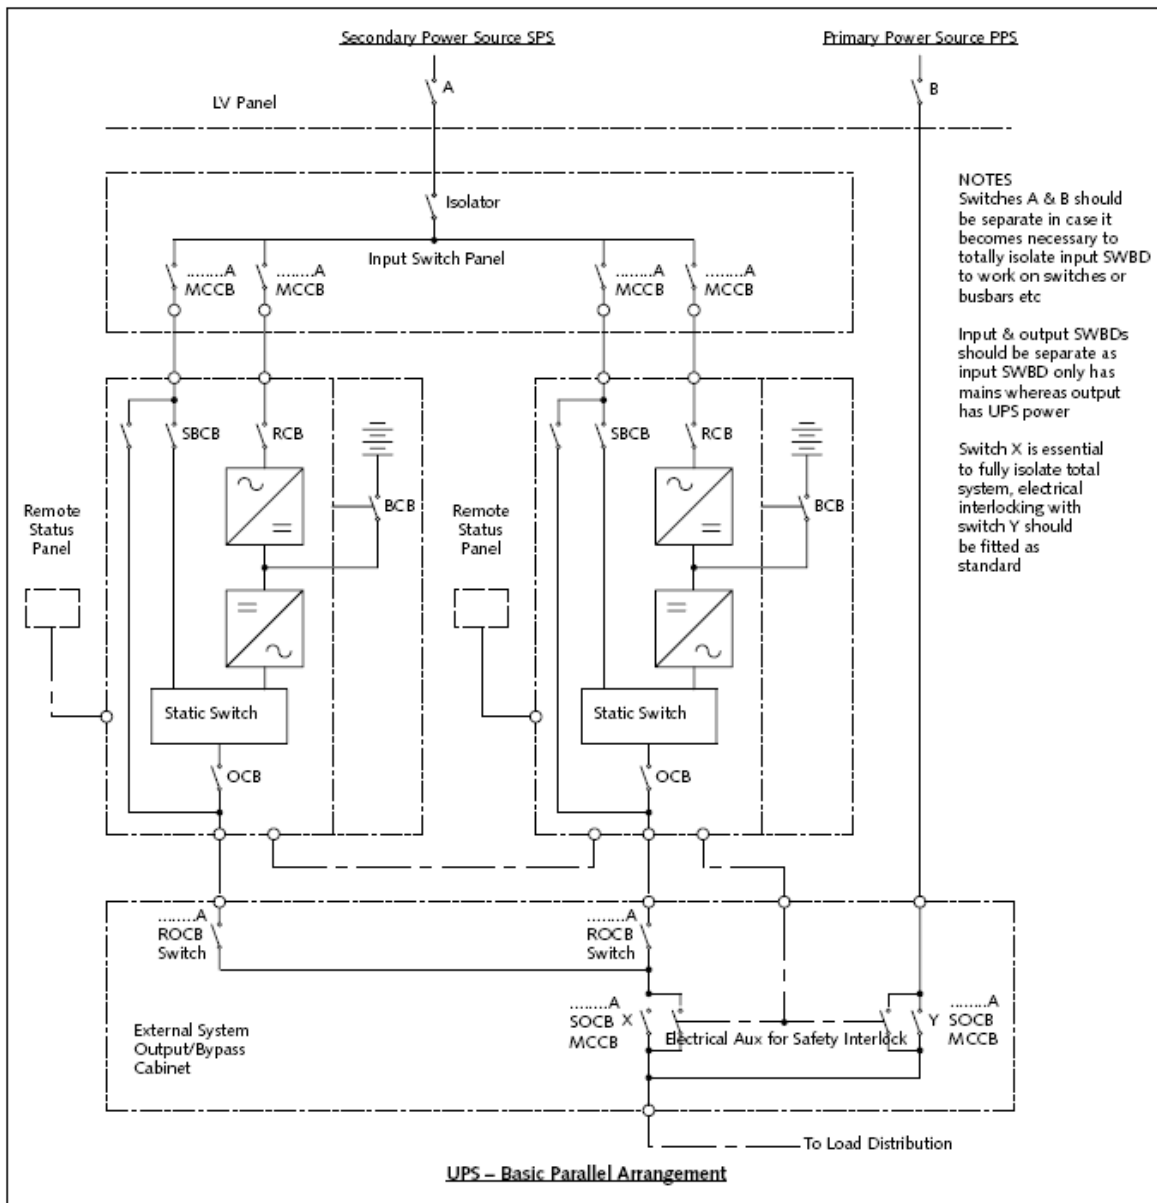 Secondary Power Source SPS
Primary Power Source PPS
A
B
LV Panel
Isolator
Input Switch Panel
........A
MCCB
........A
MCCB
........A
MCCB
........A
MCCB
NOTES
Switches A & B should
be separate in case it
becomes necessary to
totally isolate input SWBD
to work on switches or
busbars etc
Input & output SWBDs
should be separate as
input SWBD only has
mains whereas output
has UPS power
Switch X is essential
to fully isolate total
system, electrical
interlocking with
switch Y should
be fitted as
standard
SBCB
RCB
BCB
SBCB
RCB
BCB
Remote
Status
Panel
Remote
Status
Panel
Static Switch
Static Switch
OCB
OCB
........A
ROCB
Switch
........A
ROCB
Switch
........A
SOCB
MCCB
X
Y
........A
SOCB
MCCB
Electrical Aux for Safety Interlock
External System
Output/Bypass
Cabinet
To Load Distribution
UPS – Basic Parallel Arrangement